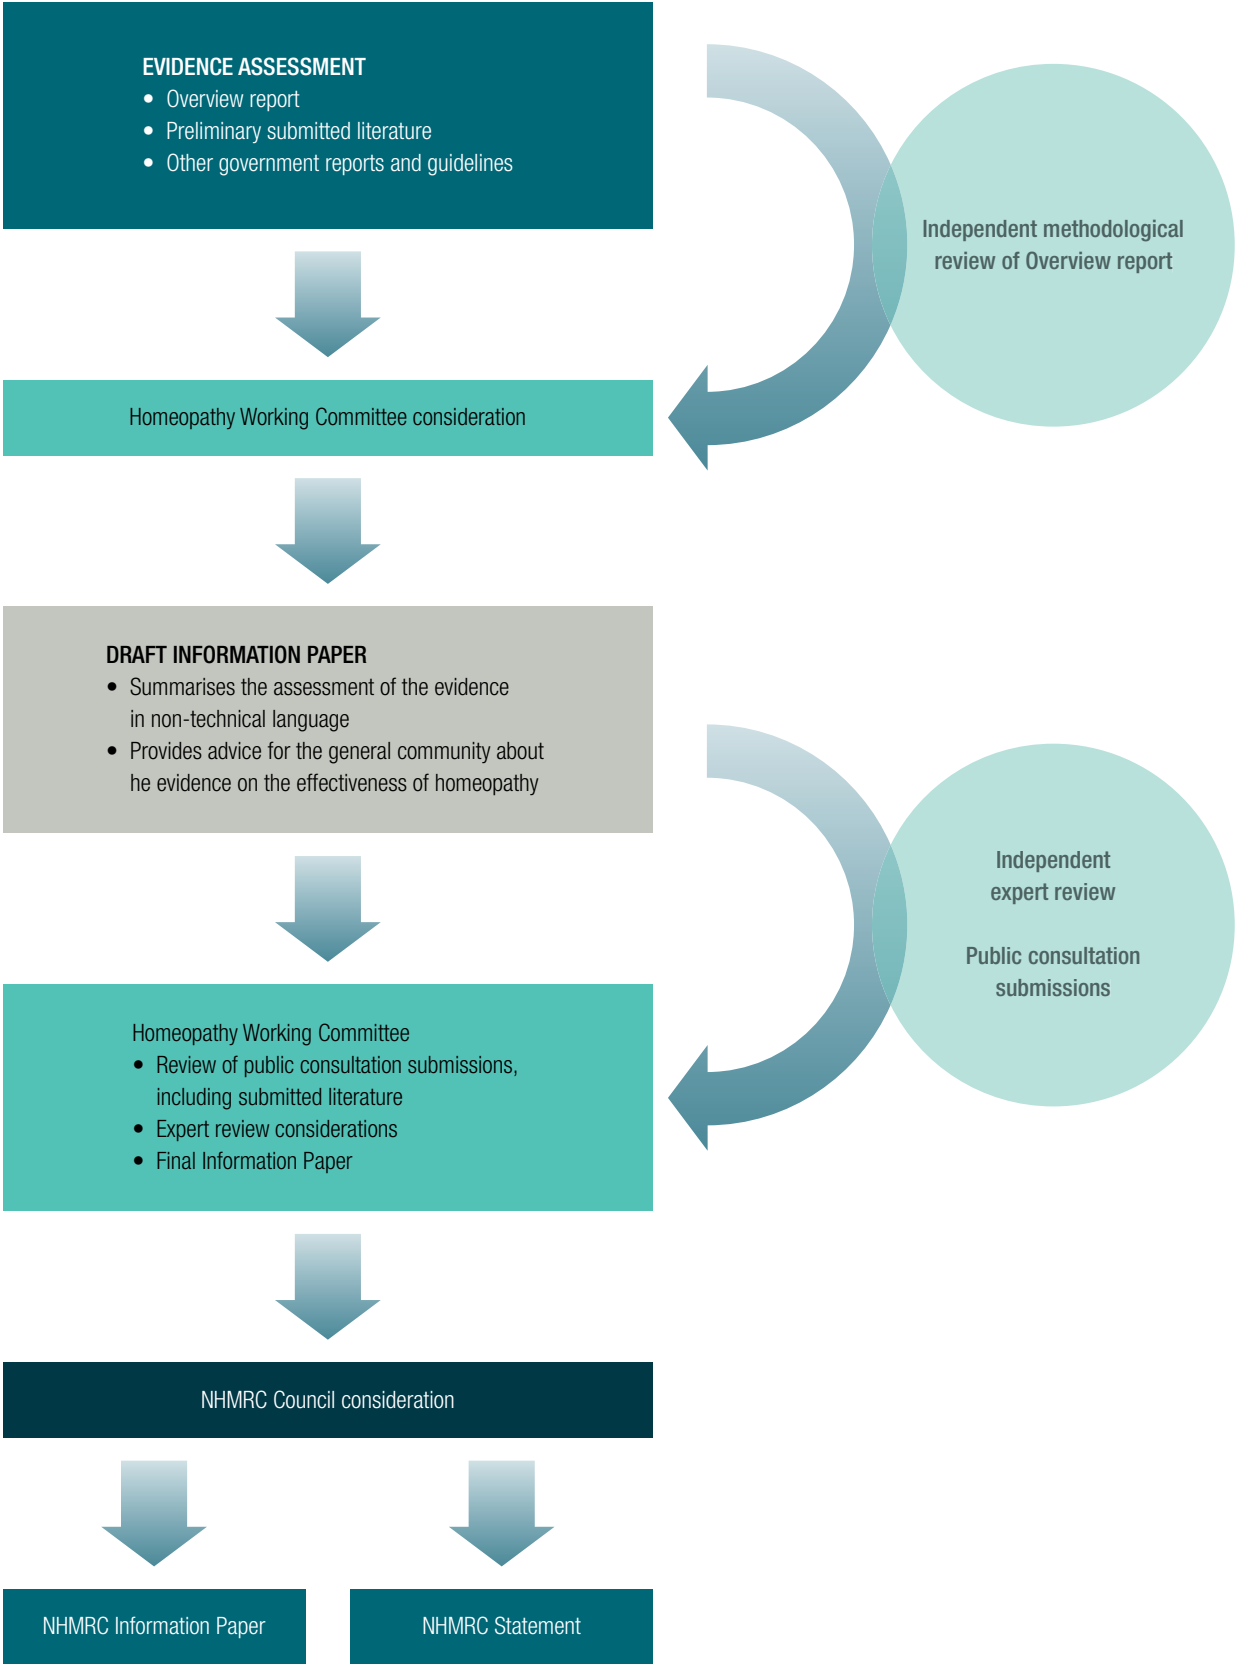 EVIDENCE ASSESSMENT
• Overview report
• Preliminary submitted literature
• Other government reports and guidelines
Independent methodological
review of Overview report
Homeopathy Working Committee consideration
DRAFT INFORMATION PAPER
• Summarises the assessment of the evidence
in non-technical language
• Provides advice for the general community about
he evidence on the effectiveness of homeopathy
Independent
expert review
Public consultation
submissions
Homeopathy Working Committee
• Review of public consultation submissions,
including submitted literature
• Expert review considerations
• Final Information Paper
NHMRC Council consideration
NHMRC Information Paper
NHMRC Statement